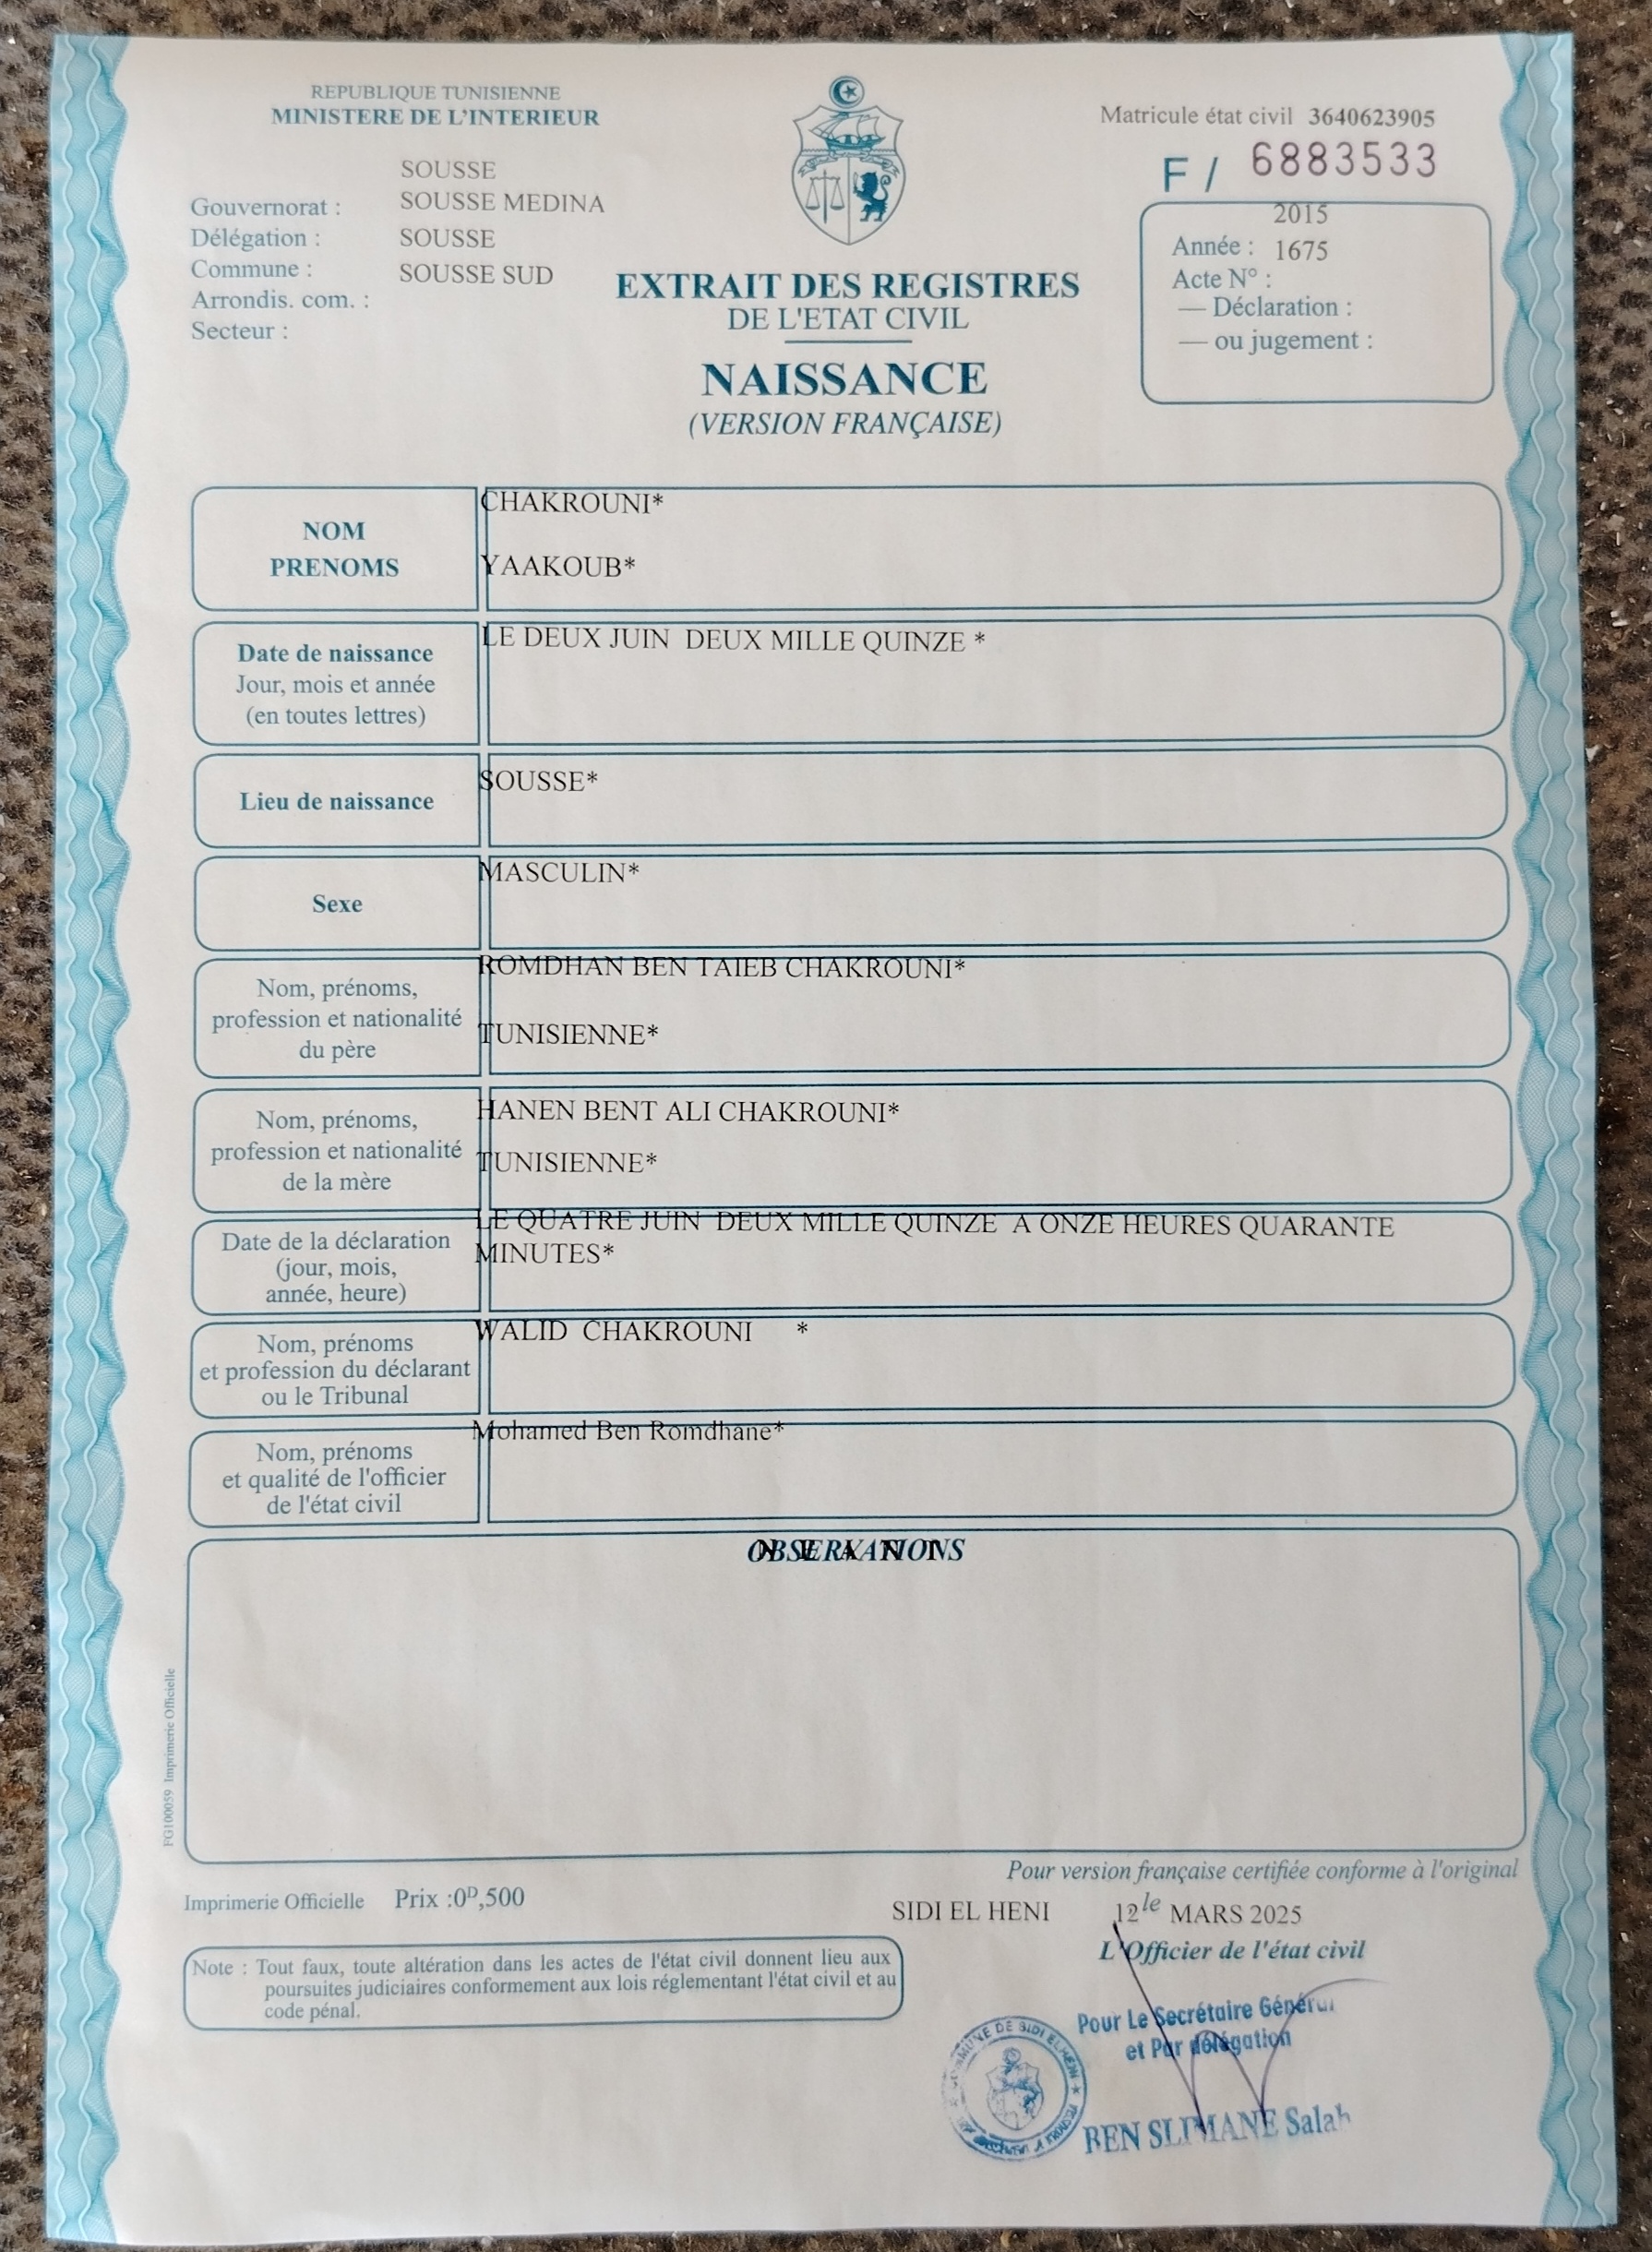 REPUBLIQUE TUNISIENNE
MINISTERE DE L'INTERIEUR
SOUSSE
Gouvernorat : SOUSSE MEDINA
Délégation : SOUSSE
Commune : SOUSSE SUD
Arrondis. com. :
Secteur :
Matricule état civil 3640623905
F / 6883533
2015
Année : 1675
Acte N° :
— Déclaration :
— ou jugement :
EXTRAIT DES REGISTRES
DE L'ETAT CIVIL
NAISSANCE
(VERSION FRANÇAISE)
NOM
PRENOMS
CHAKROUNI*
YAAKOUB*
Date de naissance
Jour, mois et année
(en toutes lettres)
LE DEUX JUIN DEUX MILLE QUINZE *
Lieu de naissance
SOUSSE*
Sexe
MASCULIN*
Nom, prénoms,
profession et nationalité
du père
ROMDHAN BEN TAIEB CHAKROUNI*
TUNISIENNE*
Nom, prénoms,
profession et nationalité
de la mère
HANEN BENT ALI CHAKROUNI*
TUNISIENNE*
Date de la déclaration
(jour, mois,
année, heure)
LE QUATRE JUIN DEUX MILLE QUINZE A ONZE HEURES QUARANTE
MINUTES*
Nom, prénoms
et profession du déclarant
ou le Tribunal
WALID CHAKROUNI *
Nom, prénoms
et qualité de l'officier
de l'état civil
Mohamed Ben Romdhane*
OBSERVATIONS
N E A N T
FG100059 Imprimerie Officielle
Pour version française certifiée conforme à l'original
Imprimerie Officielle Prix :0ᴰ,500
SIDI EL HENI 12 le MARS 2025
L'Officier de l'état civil
Note : Tout faux, toute altération dans les actes de l'état civil donnent lieu aux
poursuites judiciaires conformement aux lois réglementant l'état civil et au
code pénal.
Pour Le Secrétaire Général
et Par délégation
BEN SLIMANE Salah
COMMUNE DE SIDI EL HENI